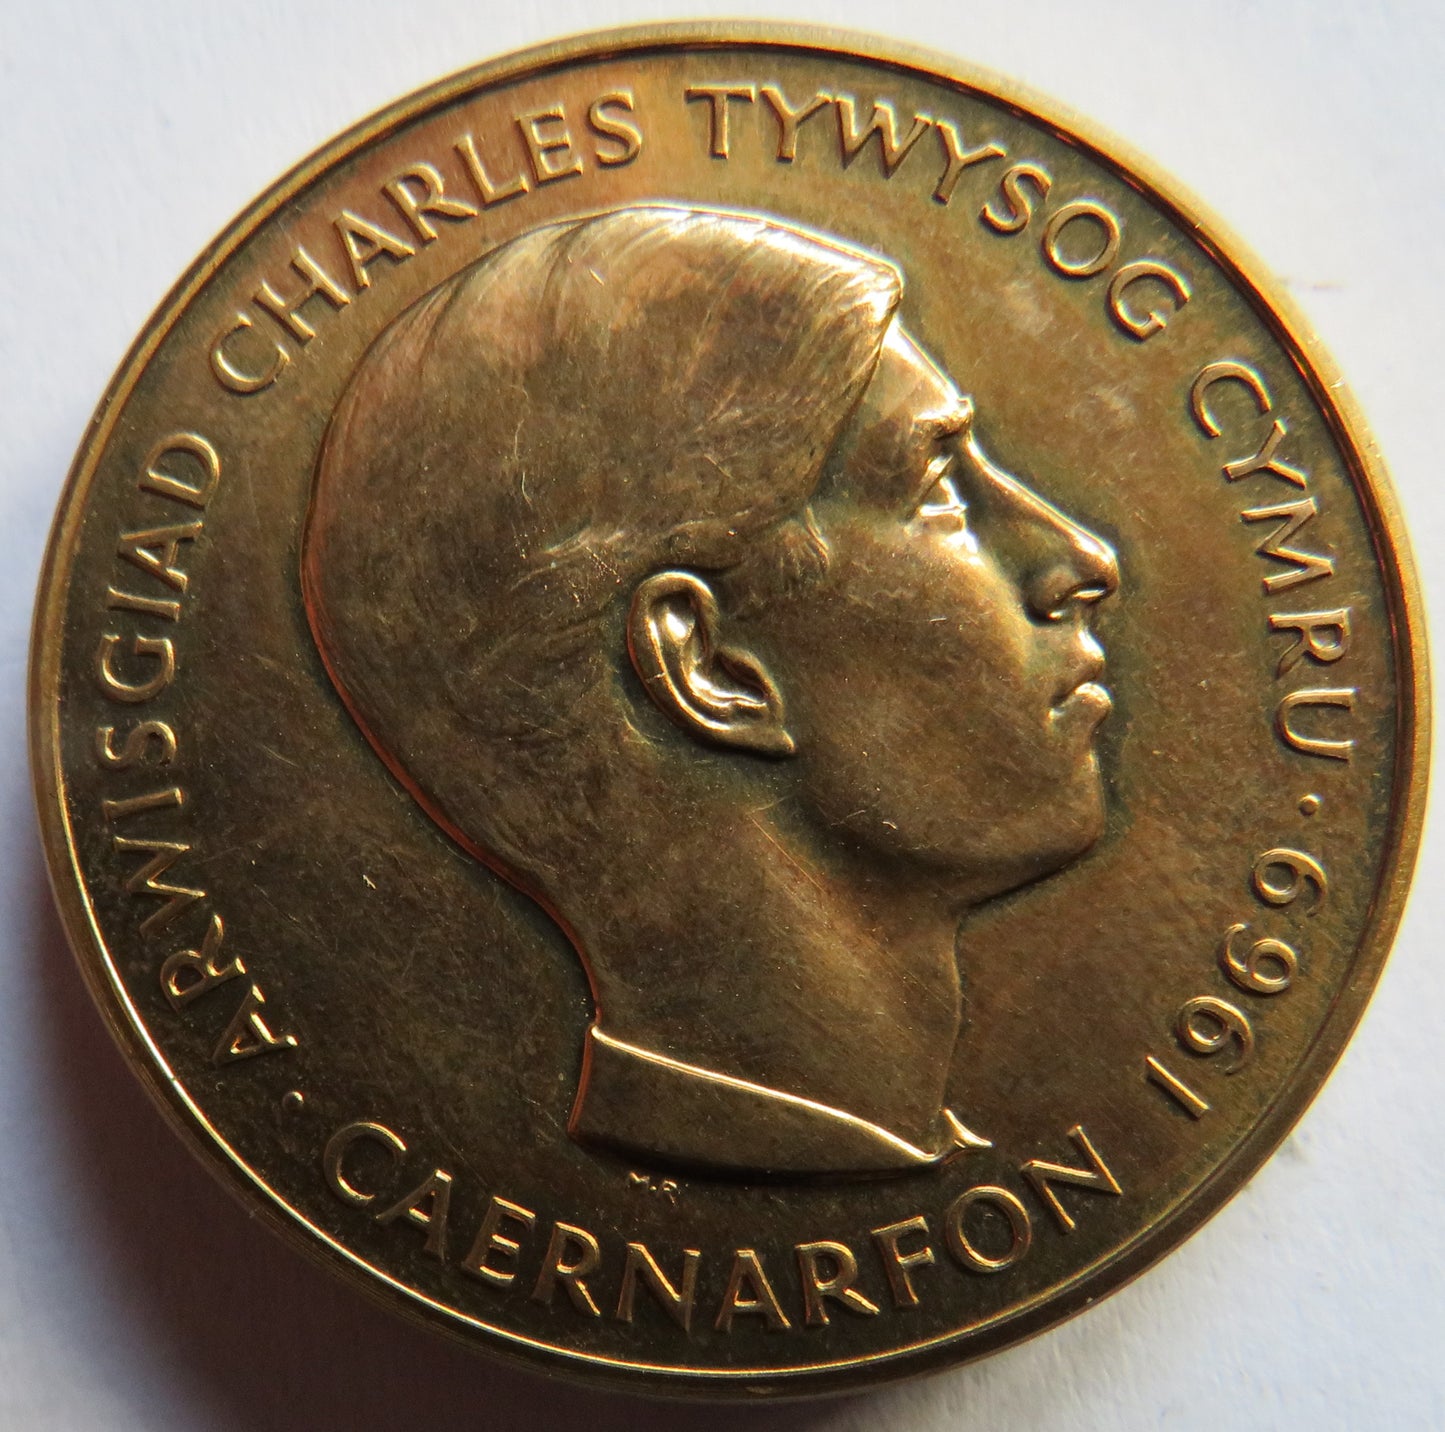 ARWISGIAD CHARLES TYWYSOG CYMRU ·
CAERNARFON 1969 ·
M.R